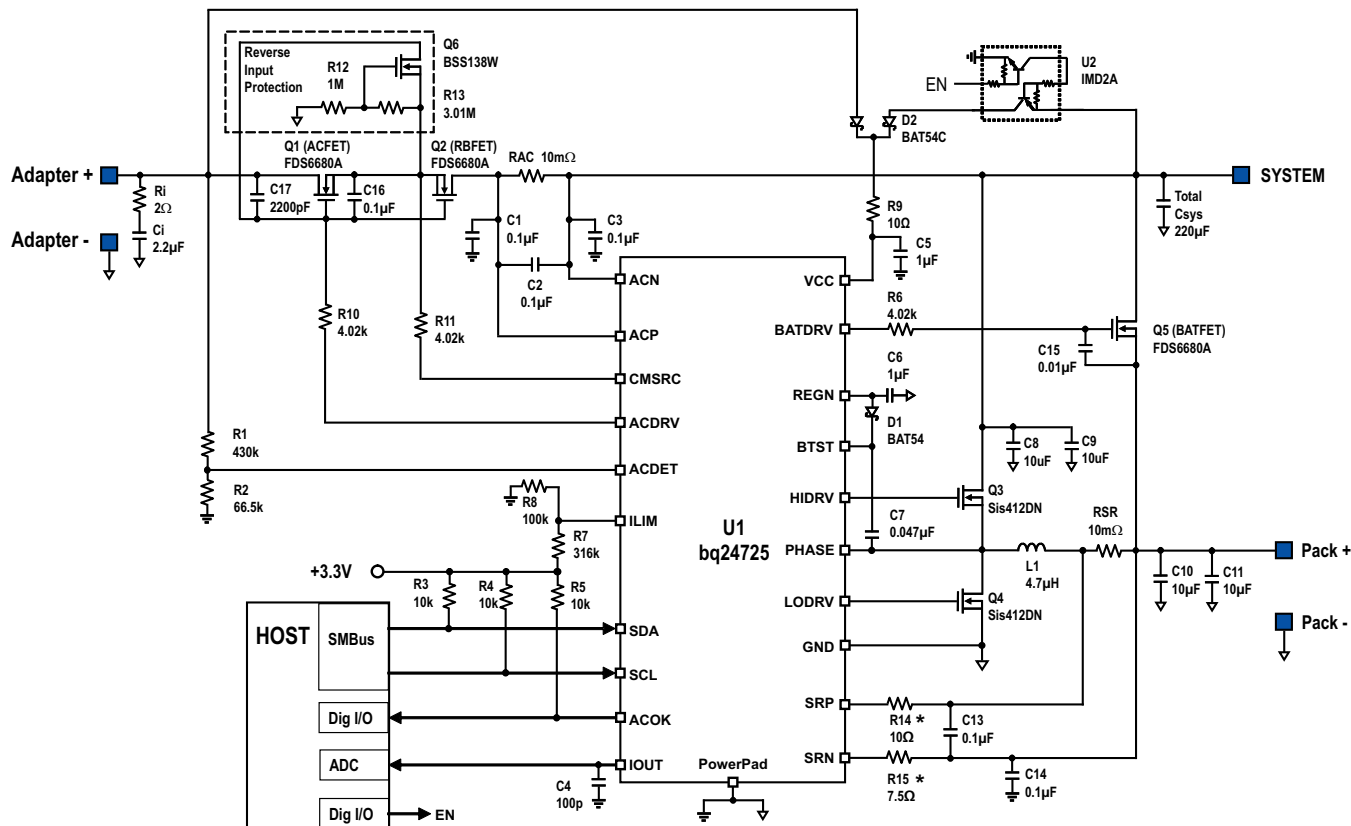 Reverse
Input
Protection
R12
1M
Q6
BSS138W
R13
3.01M
U2
IMD2A
EN
D2
BAT54C
Q1 (ACFET)
FDS6680A
Q2 (RBFET)
FDS6680A
RAC 10mΩ
Adapter +
SYSTEM
Ri
2Ω
Ci
2.2µF
C17
2200pF
C16
0.1µF
Adapter -
C1
0.1µF
C3
0.1µF
C2
0.1µF
R9
10Ω
C5
1µF
Total
Csys
220µF
R10
4.02k
R11
4.02k
ACN
ACP
CMSRC
ACDRV
ACDET
ILIM
SDA
SCL
ACOK
IOUT
VCC
BATDRV
REGN
BTST
HIDRV
PHASE
LODRV
GND
SRP
SRN
U1
bq24725
PowerPad
R6
4.02k
Q5 (BATFET)
FDS6680A
C15
0.01µF
C6
1µF
D1
BAT54
R1
430k
R2
66.5k
R8
100k
R7
316k
C8
10uF
C9
10uF
Q3
Sis412DN
C7
0.047µF
RSR
10mΩ
L1
4.7µH
Pack +
C10
10µF
C11
10µF
Q4
Sis412DN
Pack -
+3.3V
R3
10k
R4
10k
R5
10k
HOST
SMBus
Dig I/O
ADC
Dig I/O
EN
C4
100p
R14 *
10Ω
C13
0.1µF
R15 *
7.5Ω
C14
0.1µF